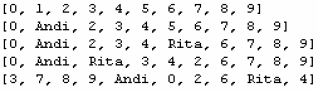 [0, 1, 2, 3, 4, 5, 6, 7, 8, 9]
[0, Andi, 2, 3, 4, 5, 6, 7, 8, 9]
[0, Andi, 2, 3, 4, Rita, 6, 7, 8, 9]
[0, Andi, Rita, 3, 4, 2, 6, 7, 8, 9]
[3, 7, 8, 9, Andi, 0, 2, 6, Rita, 4]